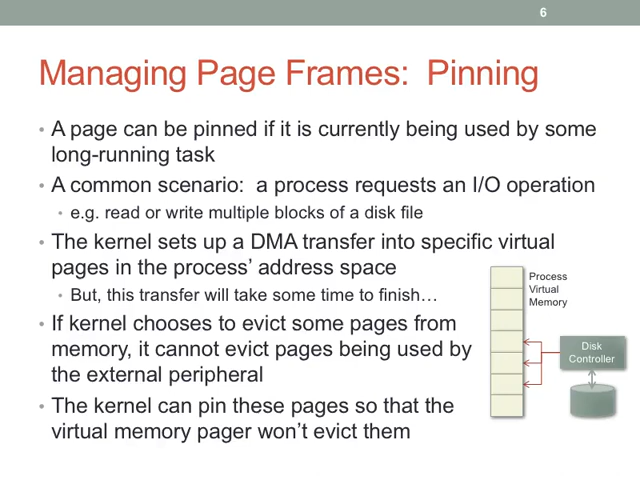 6
Managing Page Frames:  Pinning
• A page can be pinned if it is currently being used by some
long-running task
• A common scenario:  a process requests an I/O operation
• e.g. read or write multiple blocks of a disk file
• The kernel sets up a DMA transfer into specific virtual
pages in the process’ address space
• But, this transfer will take some time to finish…
• If kernel chooses to evict some pages from
memory, it cannot evict pages being used by
the external peripheral
• The kernel can pin these pages so that the
virtual memory pager won’t evict them
Process
Virtual
Memory
Disk
Controller